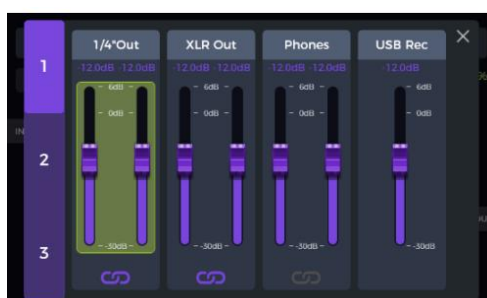 1
2
3
1/4"Out
-12.0dB -12.0dB
- 6dB -
- 0dB -
- -30dB -
XLR Out
-12.0dB -12.0dB
- 6dB -
- 0dB -
- -30dB -
Phones
-12.0dB -12.0dB
- 6dB -
- 0dB -
- -30dB -
USB Rec
-12.0dB
- 6dB
- 0dB
- -30dB
IN
%